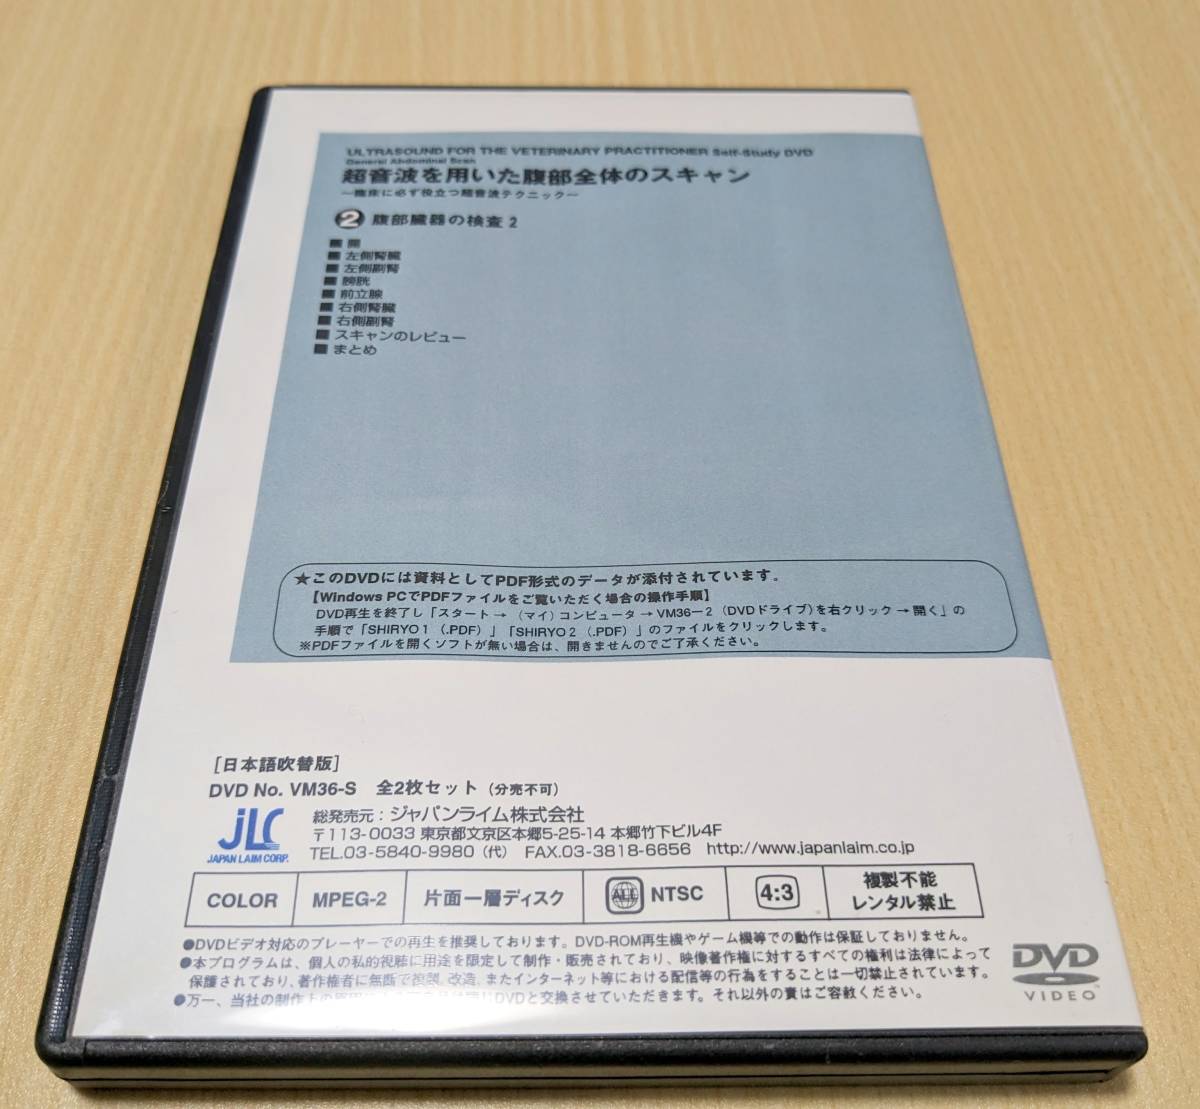 ULTRASOUND FOR THE VETERINARY PRACTITIONER Self-Study DVD
General Abdominal Scan
超音波を用いた腹部全体のスキャン
―臨床に必ず役立つ超音波テクニック―
2 腹部臓器の検査 2
■
■ 左側腎臓
■ 左側副腎
■ 膀胱
■ 前立腺
■ 右側腎臓
■ 右側副腎
■ スキャンのレビュー
■ まとめ
★このDVDには資料としてPDF形式のデータが添付されています。
【Windows PCでPDFファイルをご覧いただく場合の操作手順】
DVD再生を終了し「スタート→（マイ）コンピュータ→VM36―2（DVDドライブ）を右クリック→開く」の
手順で「SHIRYO1（.PDF）」「SHIRYO2（.PDF）」のファイルをクリックします。
※PDFファイルを開くソフトが無い場合は、開きませんのでご了承ください。
［日本語吹替版］
DVD No. VM36-S 全2枚セット（分売不可）
jLC
JAPAN LAIM CORP.
総発売元：ジャパンライム株式会社
〒113-0033 東京都文京区本郷5-25-14 本郷竹下ビル4F
TEL.03-5840-9980（代） FAX.03-3818-6656 http://www.japanlaim.co.jp
COLOR MPEG-2 片面一層ディスク ALL NTSC 4:3 複製不能
レンタル禁止
●DVDビデオ対応のプレーヤーでの再生を推奨しております。DVD-ROM再生機やゲーム機等での動作は保証しておりません。
●本プログラムは、個人の私的視聴に用途を限定して制作・販売されており、映像著作権に対するすべての権利は法律によって
保護されており、著作権者に無断で複製、改造、またインターネット等における配信等の行為をすることは一切禁止されています。
●万一、当社の制作上の原因 DVDと交換させていただきます。それ以外の責はご容赦ください。
DVD
VIDEO